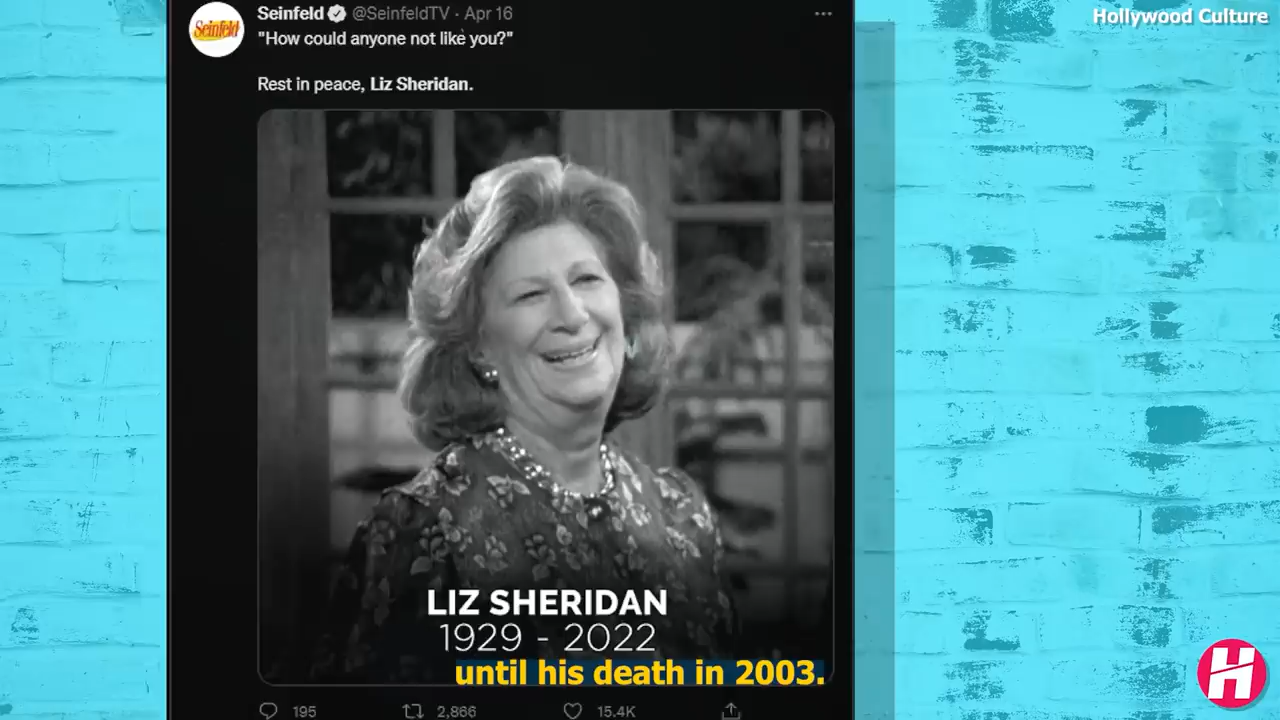 Hollywood Culture
Seinfeld @SeinfeldTV · Apr 16
"How could anyone not like you?"
Rest in peace, Liz Sheridan.
Seinfeld
LIZ SHERIDAN
1929 - 2022
until his death in 2003.
195 2,866 15.4K
H